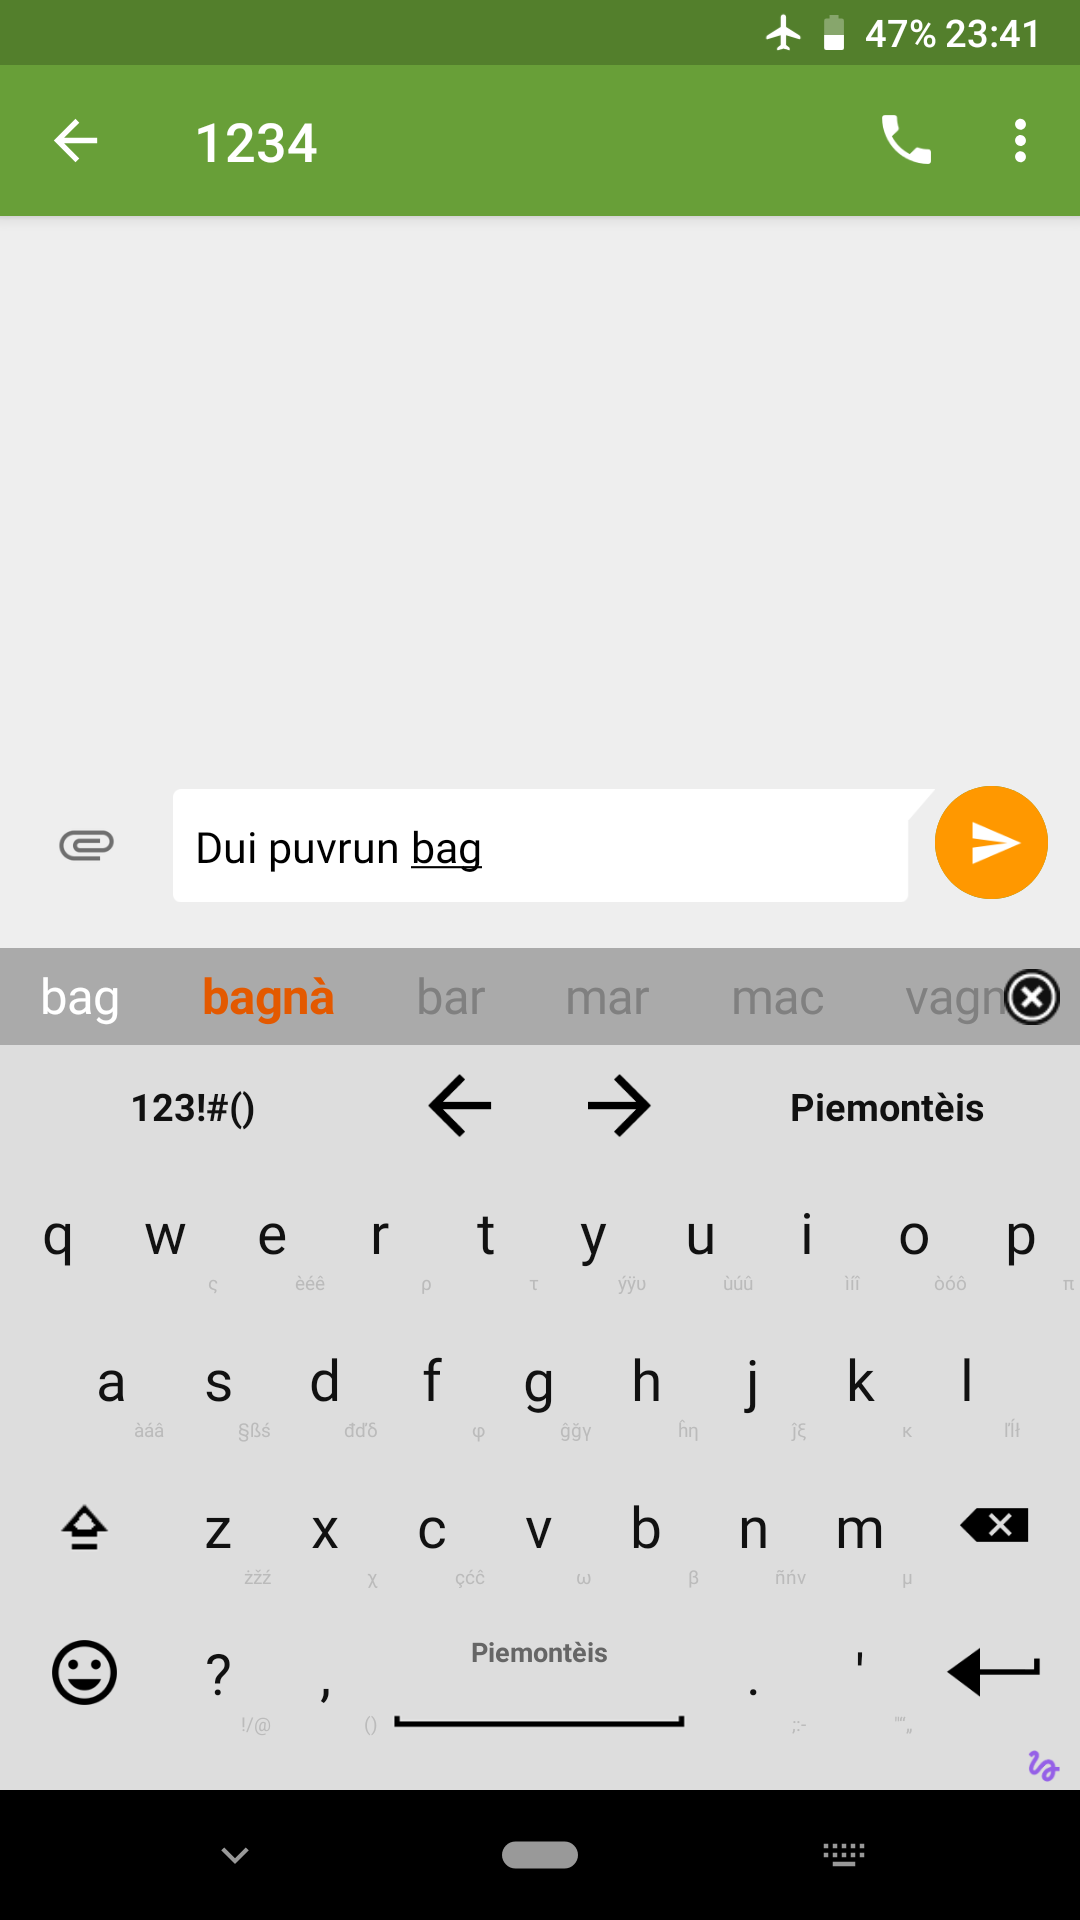 47% 23:41
1234
Dui puvrun bag
bag bagnà bar mar mac vagn
123!#() Piemontèis
q w e r t y u i o p
ς èéê ρ τ ýÿυ ùúû ìíî òóô π
a s d f g h j k l
àáâ §ßś đďδ φ ĝğγ ĥη ĵξ κ ľĺł
z x c v b n m
żžź χ çćĉ ω β ñńν μ
Piemontèis
? , . '
!/@ () ;:- "“„